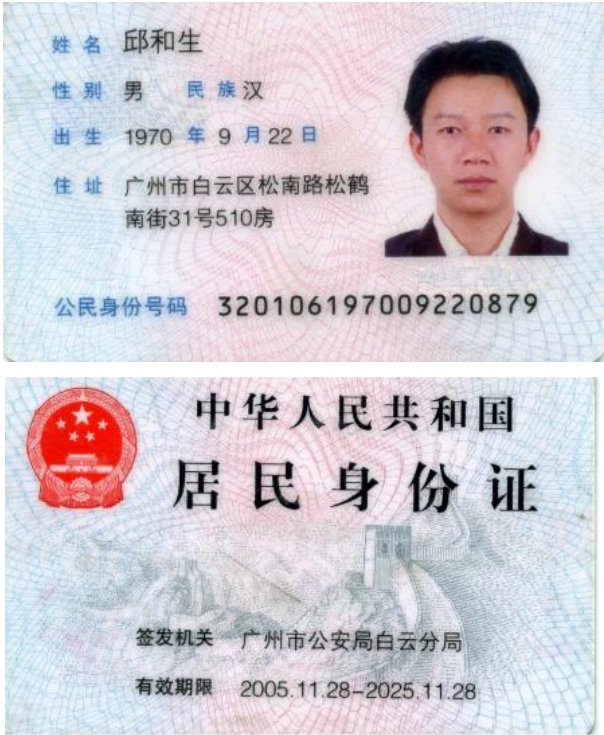 姓名 邱和生
性别 男 民族 汉
出生 1970 年 9 月 22 日
住址 广州市白云区松南路松鹤
南街31号510房
公民身份号码 320106197009220879
中华人民共和国
居民身份证
签发机关 广州市公安局白云分局
有效期限 2005.11.28-2025.11.28